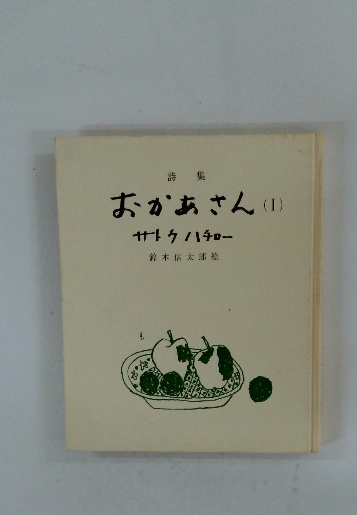 詩集
おかあさん(1)
サトウハチロー
鈴木信太郎絵